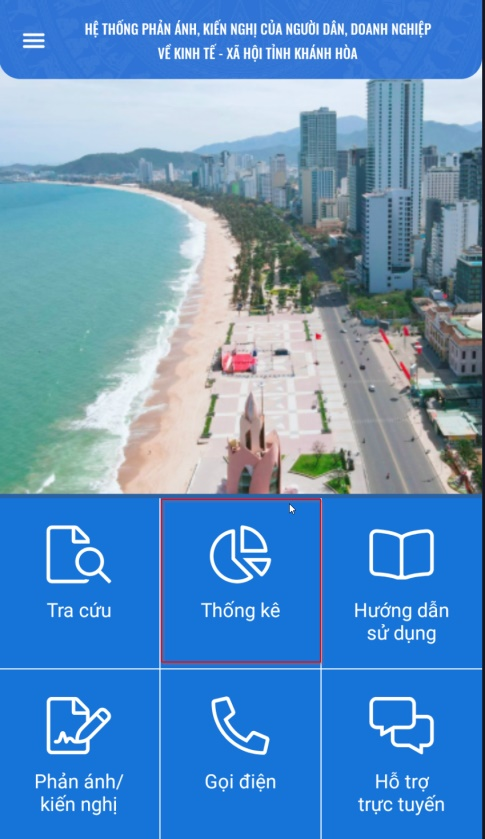 HỆ THỐNG PHẢN ÁNH, KIẾN NGHỊ CỦA NGƯỜI DÂN, DOANH NGHIỆP
VỀ KINH TẾ - XÃ HỘI TỈNH KHÁNH HÒA
Tra cứu
Thống kê
Hướng dẫn
sử dụng
Phản ánh/
kiến nghị
Gọi điện
Hỗ trợ
trực tuyến